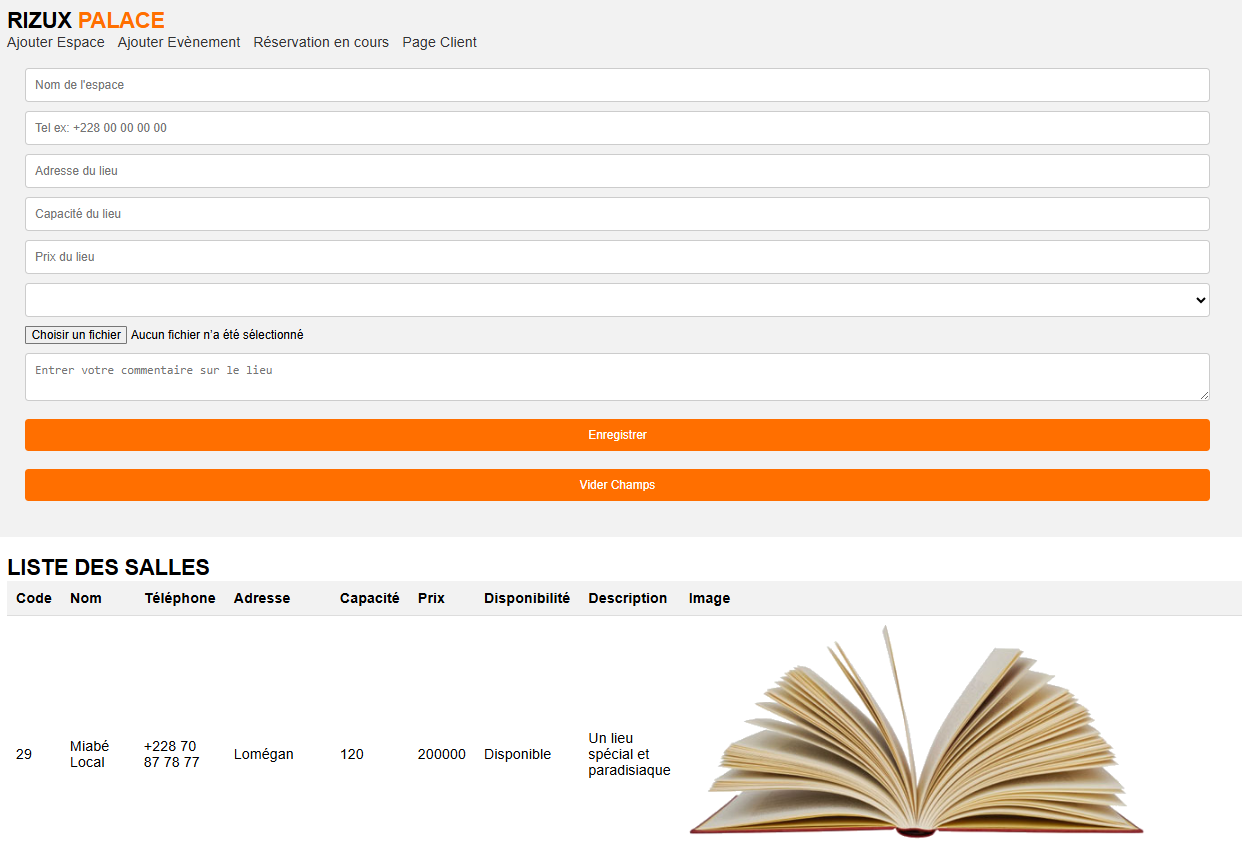 RIZUX PALACE
Ajouter Espace Ajouter Evènement Réservation en cours Page Client
Nom de l'espace
Tel ex: +228 00 00 00 00
Adresse du lieu
Capacité du lieu
Prix du lieu
Choisir un fichier Aucun fichier n’a été sélectionné
Entrer votre commentaire sur le lieu
Enregistrer
Vider Champs
LISTE DES SALLES
Code Nom Téléphone Adresse Capacité Prix Disponibilité Description Image
29 Miabé Local +228 70 87 78 77 Lomégan 120 200000 Disponible Un lieu spécial et paradisiaque